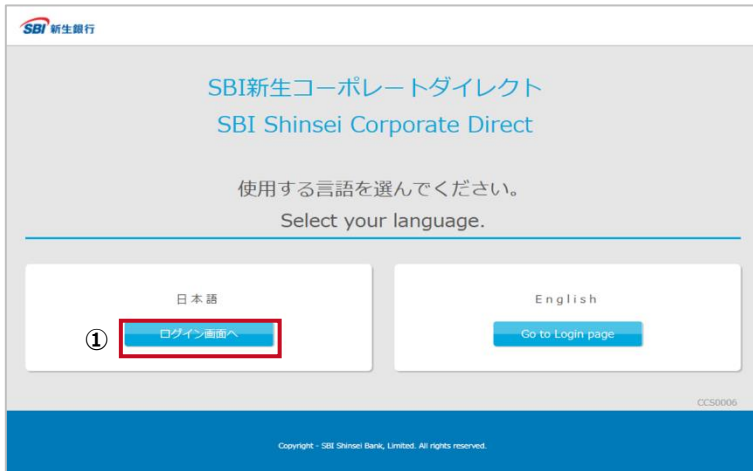 SBI 新生銀行
SBI新生コーポレートダイレクト
SBI Shinsei Corporate Direct
使用する言語を選んでください。
Select your language.
日本語
① ログイン画面へ
English
Go to Login page
CCS0006
Copyright - SBI Shinsei Bank, Limited. All rights reserved.